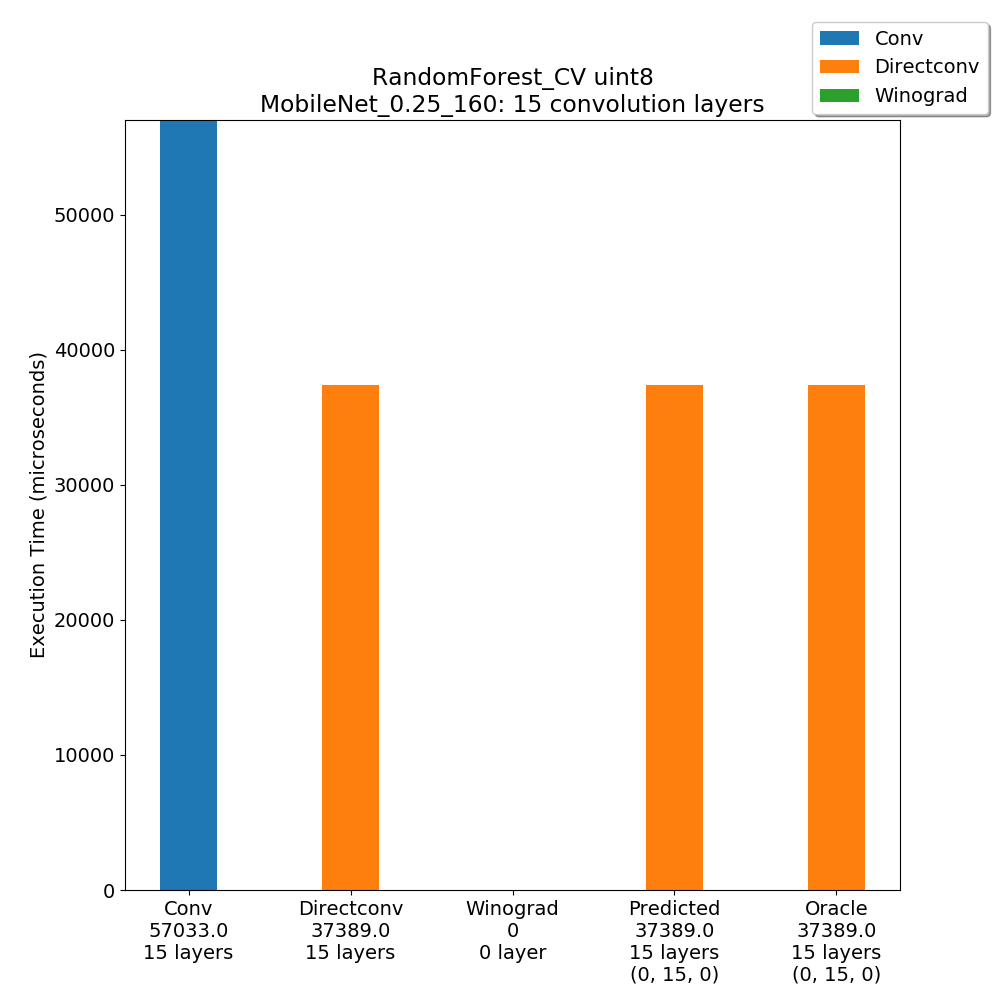 Conv
Directconv
Winograd
RandomForest_CV uint8
MobileNet_0.25_160: 15 convolution layers
Execution Time (microseconds)
50000
40000
30000
20000
10000
0
Conv
57033.0
15 layers
Directconv
37389.0
15 layers
Winograd
0
0 layer
Predicted
37389.0
15 layers
(0, 15, 0)
Oracle
37389.0
15 layers
(0, 15, 0)